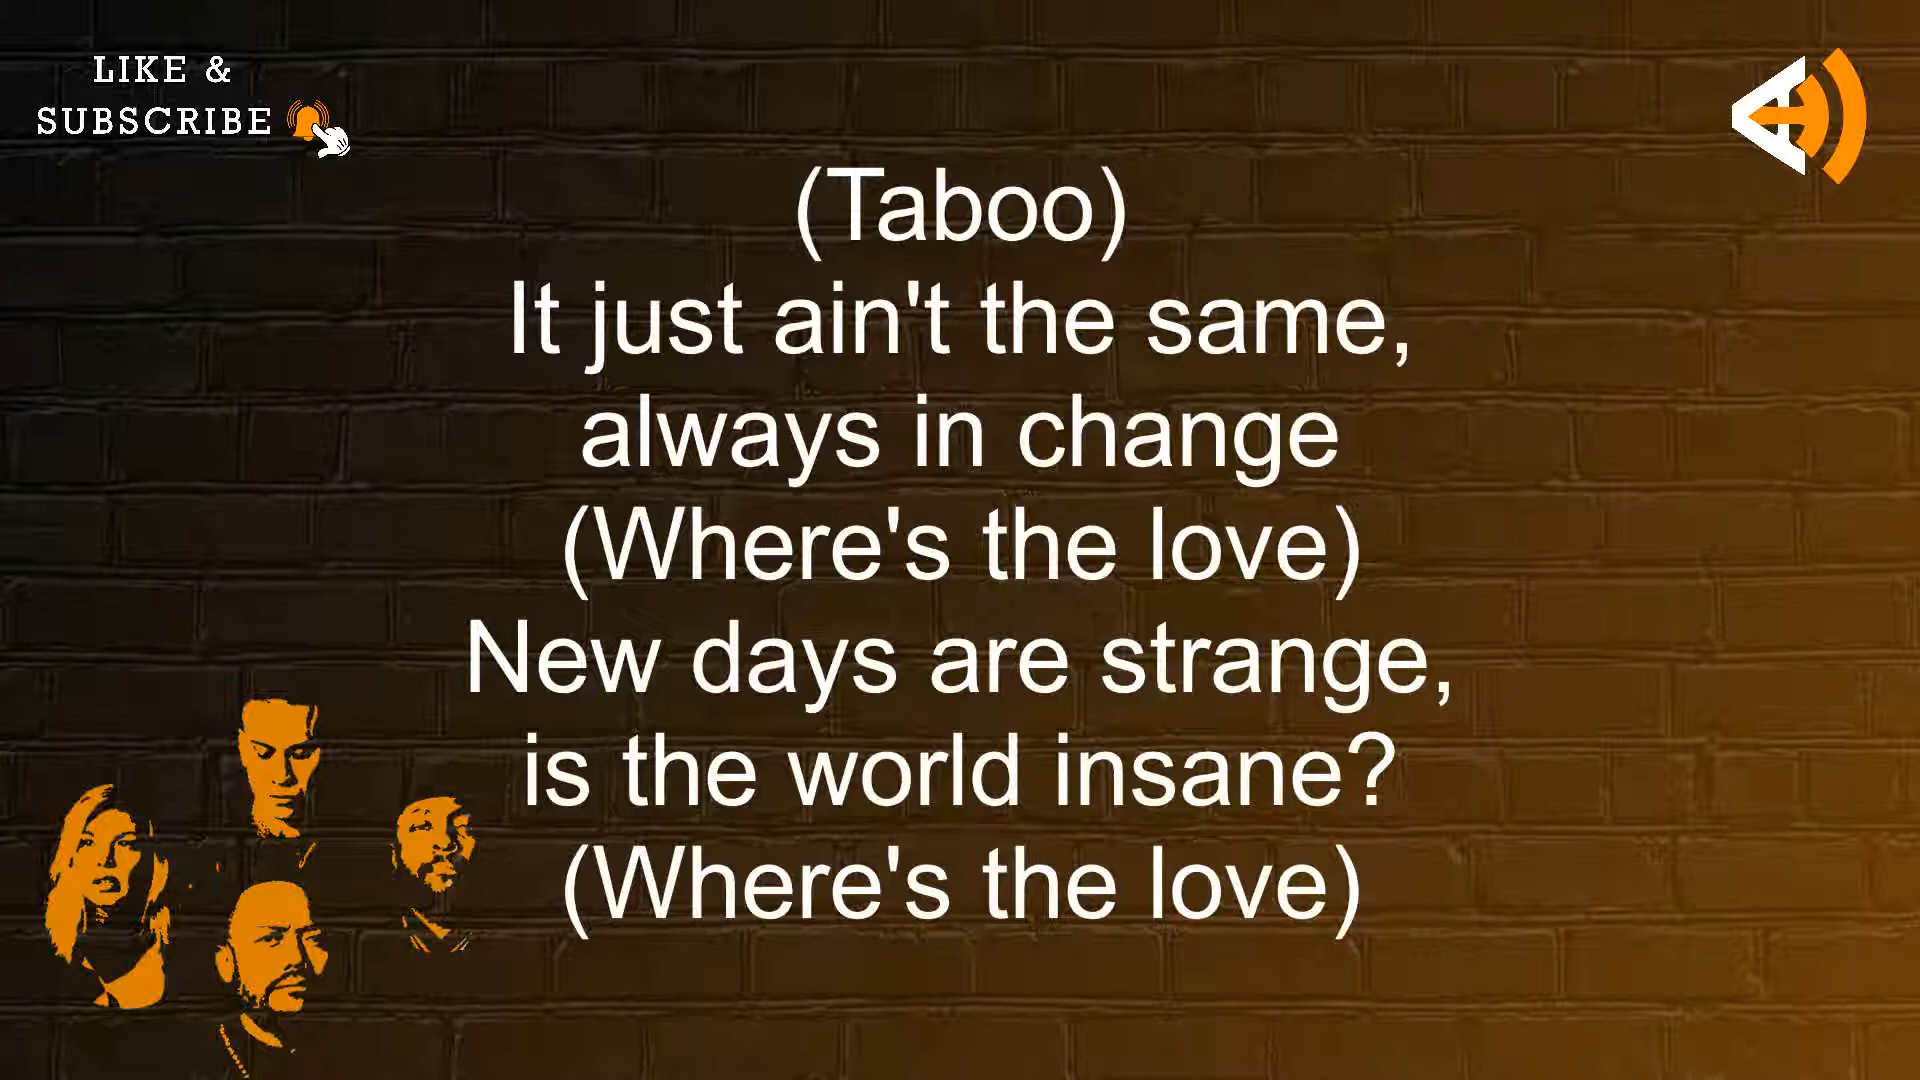 LIKE &
SUBSCRIBE
(Taboo)
It just ain't the same,
always in change
(Where's the love)
New days are strange,
is the world insane?
(Where's the love)